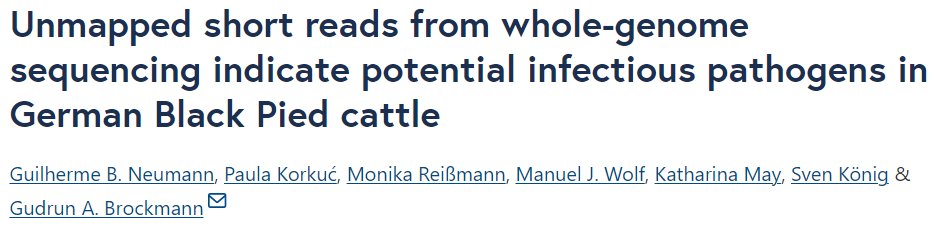 Unmapped short reads from whole-genome
sequencing indicate potential infectious pathogens in
German Black Pied cattle
Guilherme B. Neumann, Paula Korkuć, Monika Reißmann, Manuel J. Wolf, Katharina May, Sven König &
Gudrun A. Brockmann